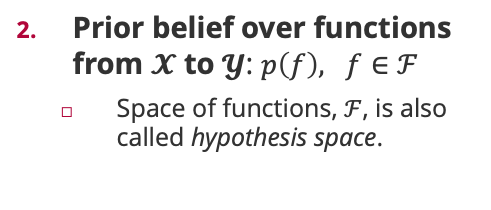 2. Prior belief over functions
from 𝒳 to 𝒴: p(f), f ∈ ℱ
□ Space of functions, ℱ, is also
called hypothesis space.